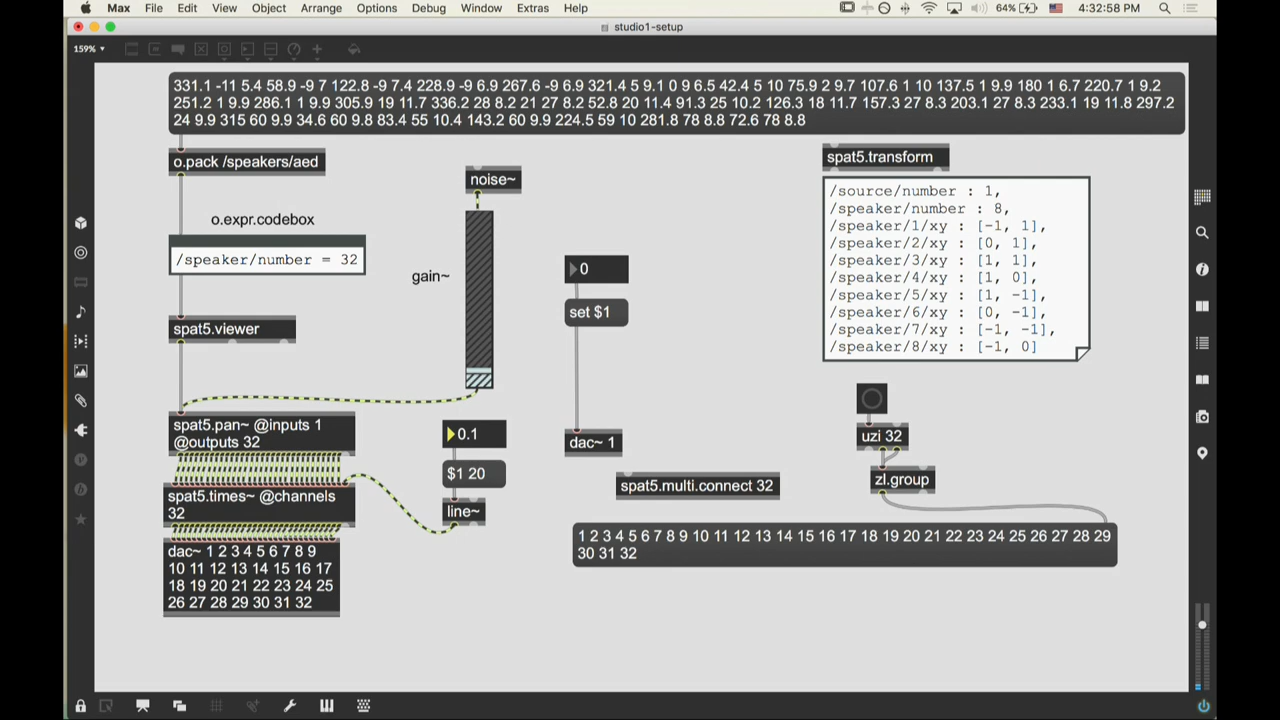 Max File Edit View Object Arrange Options Debug Window Extras Help 64% 4:32:58 PM
studio1-setup
159%
331.1 -11 5.4 58.9 -9 7 122.8 -9 7.4 228.9 -9 6.9 267.6 -9 6.9 321.4 5 9.1 0 9 6.5 42.4 5 10 75.9 2 9.7 107.6 1 10 137.5 1 9.9 180 1 6.7 220.7 1 9.2
251.2 1 9.9 286.1 1 9.9 305.9 19 11.7 336.2 28 8.2 21 27 8.2 52.8 20 11.4 91.3 25 10.2 126.3 18 11.7 157.3 27 8.3 203.1 27 8.3 233.1 19 11.8 297.2
24 9.9 315 60 9.9 34.6 60 9.8 83.4 55 10.4 143.2 60 9.9 224.5 59 10 281.8 78 8.8 72.6 78 8.8
o.pack /speakers/aed
o.expr.codebox
/speaker/number = 32
spat5.viewer
spat5.pan~ @inputs 1
@outputs 32
spat5.times~ @channels
32
dac~ 1 2 3 4 5 6 7 8 9
10 11 12 13 14 15 16 17
18 19 20 21 22 23 24 25
26 27 28 29 30 31 32
noise~
gain~
0.1
$1 20
line~
0
set $1
dac~ 1
spat5.multi.connect 32
spat5.transform
/source/number : 1,
/speaker/number : 8,
/speaker/1/xy : [-1, 1],
/speaker/2/xy : [0, 1],
/speaker/3/xy : [1, 1],
/speaker/4/xy : [1, 0],
/speaker/5/xy : [1, -1],
/speaker/6/xy : [0, -1],
/speaker/7/xy : [-1, -1],
/speaker/8/xy : [-1, 0]
uzi 32
zl.group
1 2 3 4 5 6 7 8 9 10 11 12 13 14 15 16 17 18 19 20 21 22 23 24 25 26 27 28 29
30 31 32